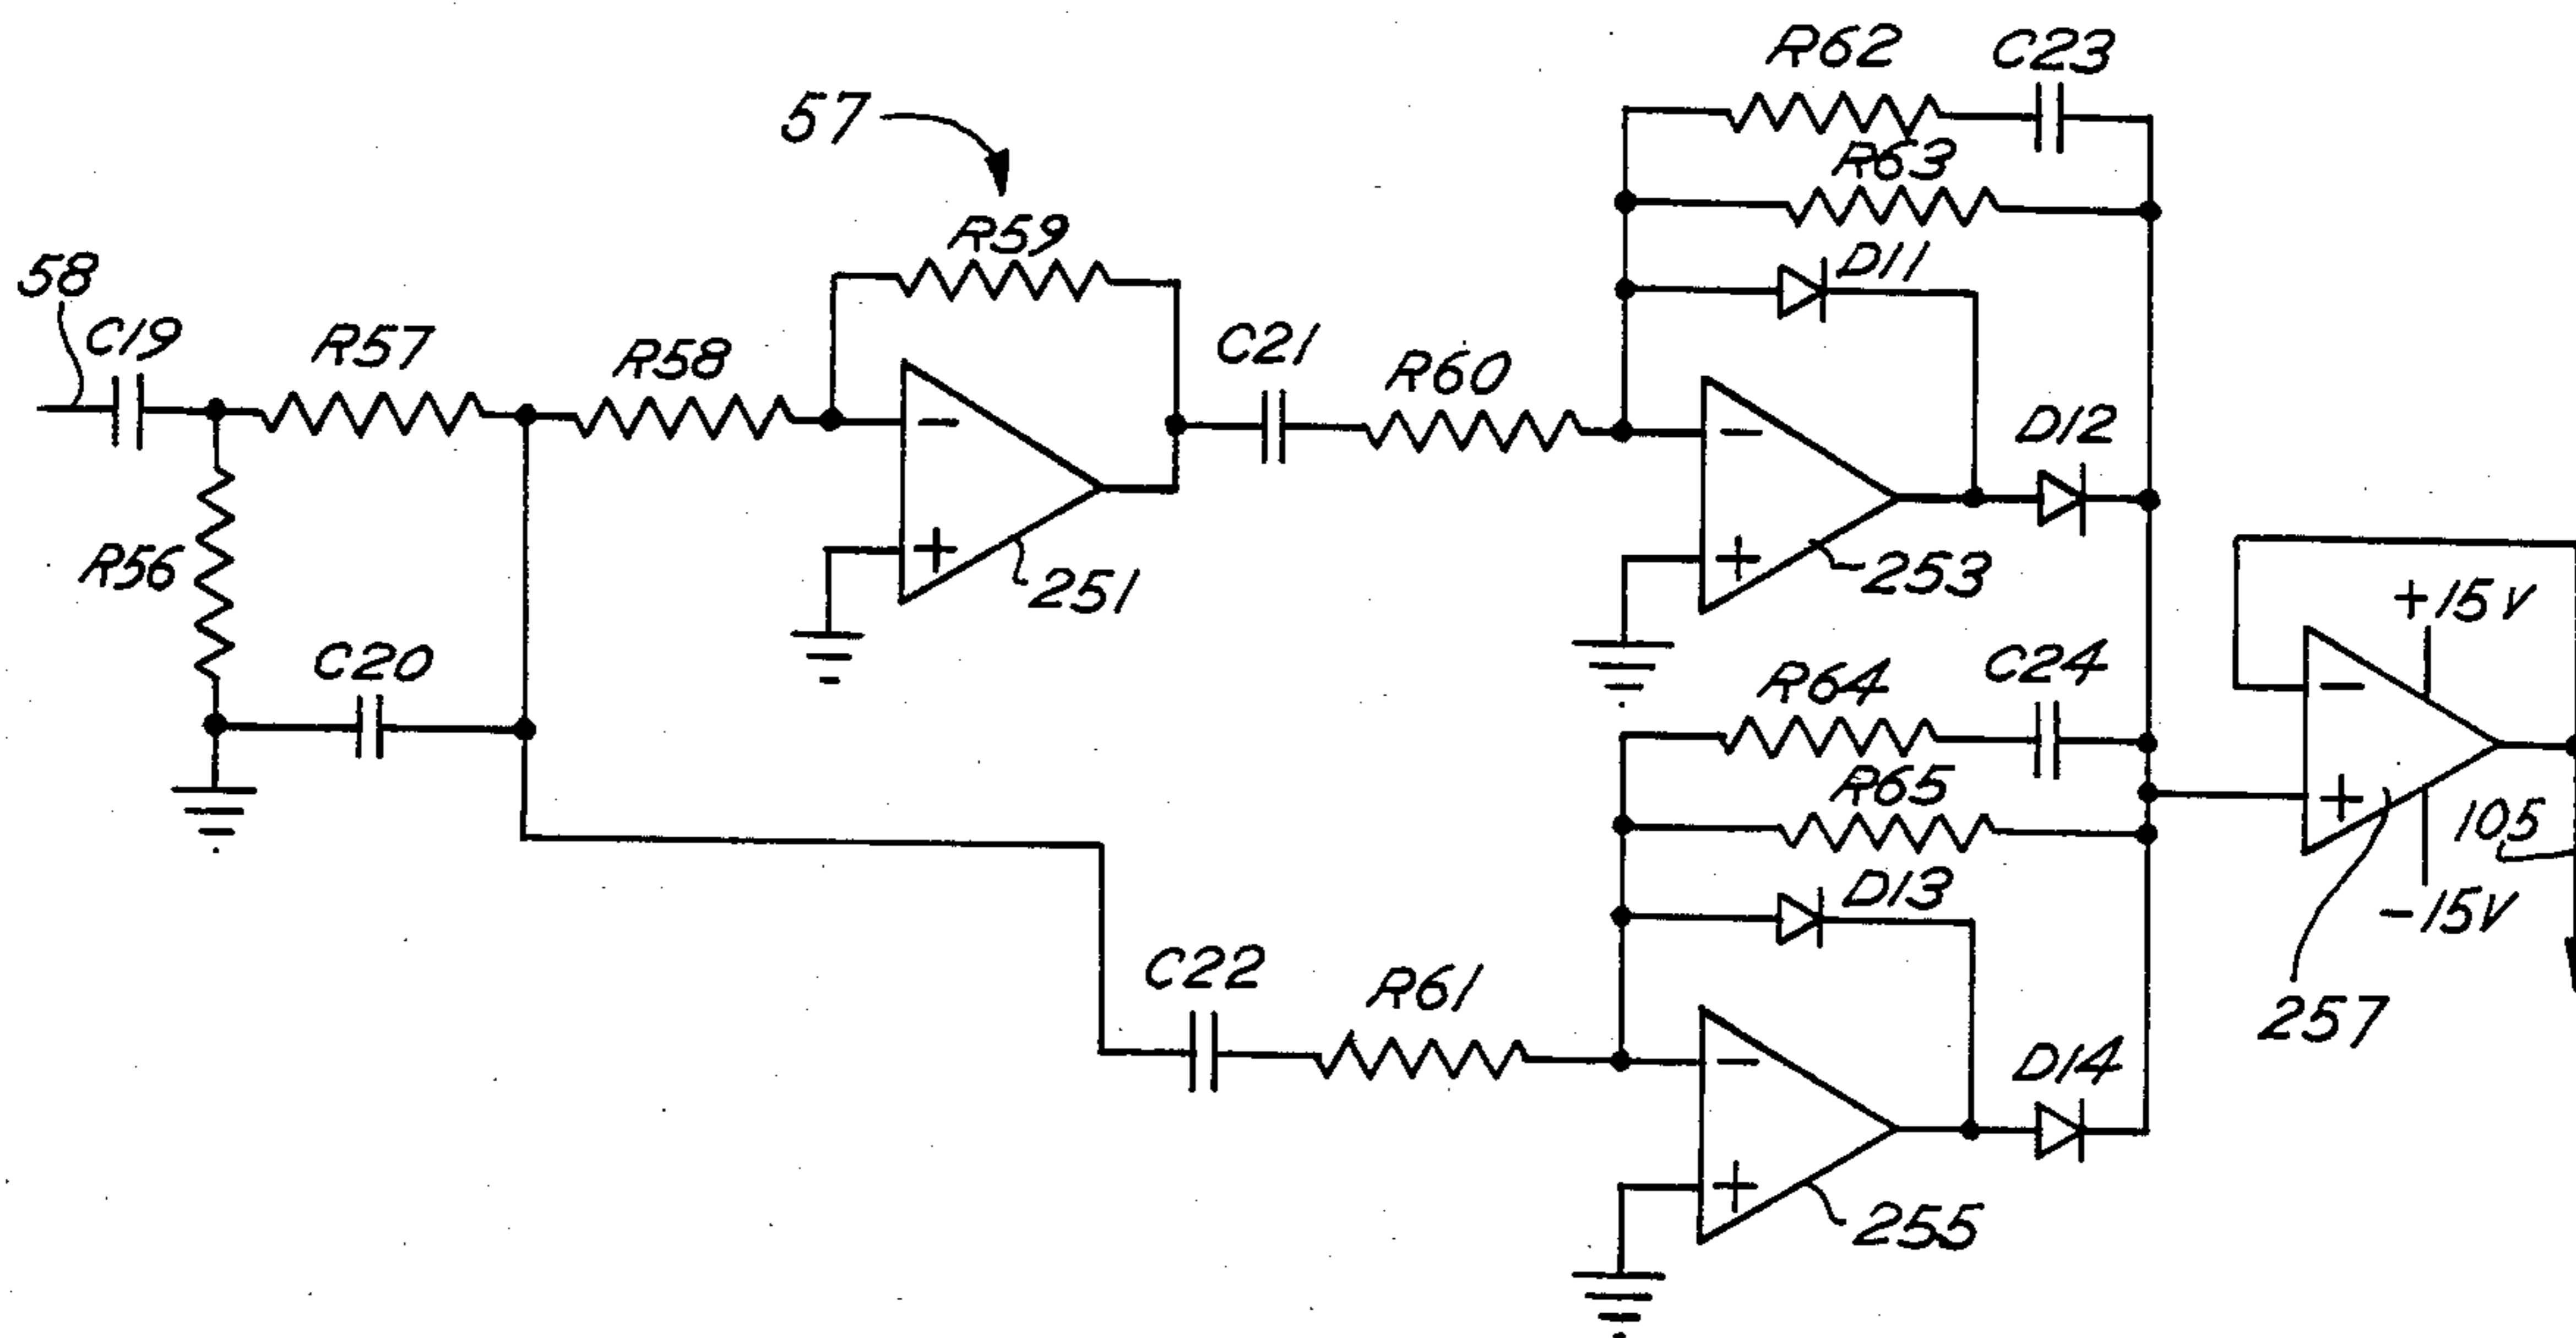 R62
C23
57
R63
R59
D11
58
C19
R57
R58
C21
R60
D12
R56
251
253
+15V
C20
R64
C24
R65
105
D13
-15V
C22
R61
257
D14
255